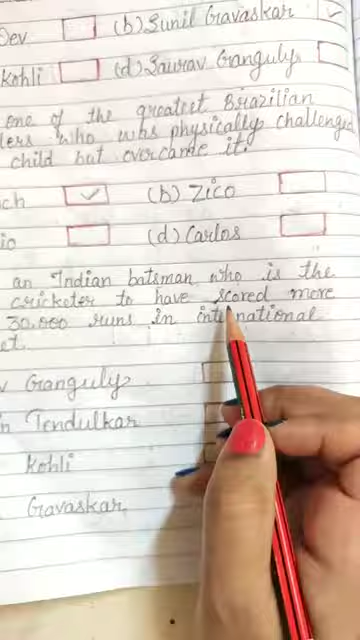 Dev (b) Sunil Gavaskar
Kohli (d) Saurav Ganguly
one of the greatest Brazilian
who was physically challenged
child but overcame it.
(b) Zico
(d) Carlos
an Indian batsman who is the
cricketer to have scored more
30,000 runs in international
Ganguly
Tendulkar
Kohli
Gavaskar